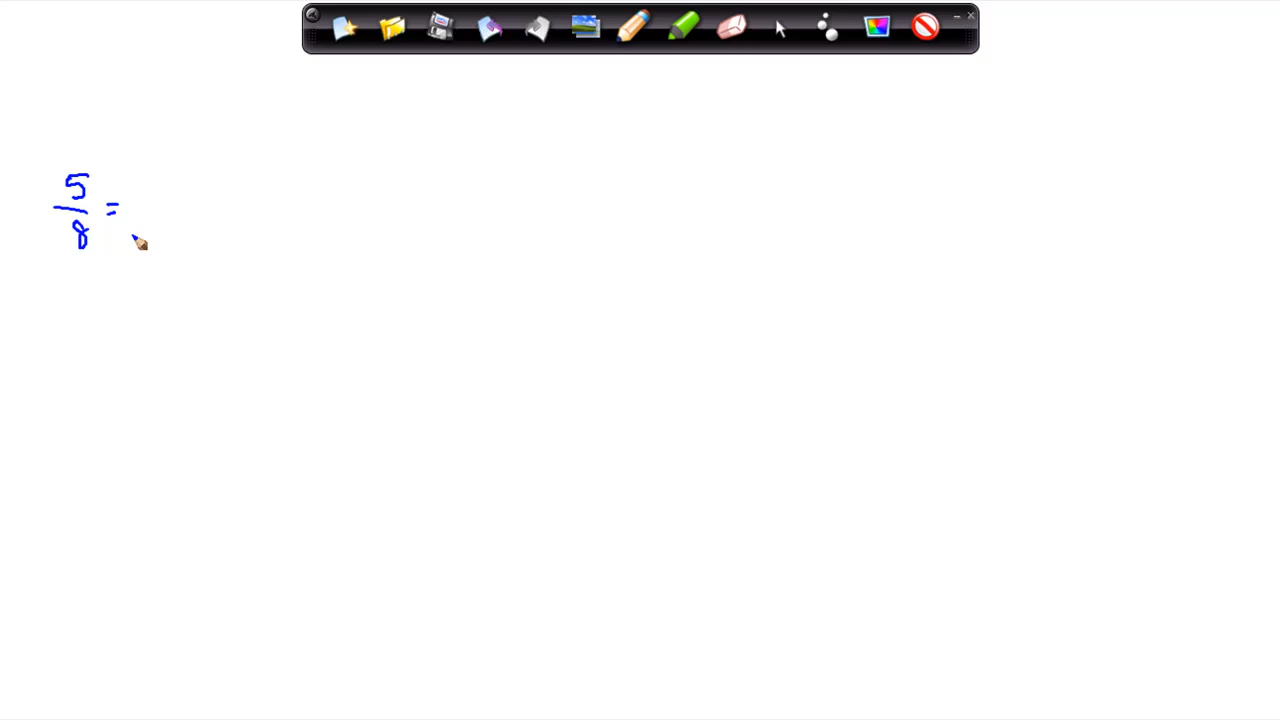 5/8 =